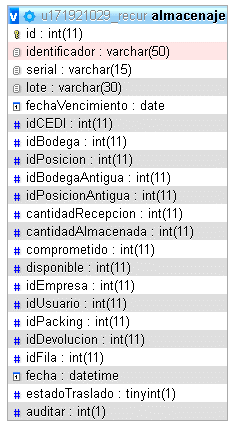 v u171921029_recur almacenaje
id : int(11)
identificador : varchar(50)
serial : varchar(15)
lote : varchar(30)
fechaVencimiento : date
# idCEDI : int(11)
# idBodega : int(11)
# idPosicion : int(11)
# idBodegaAntigua : int(11)
# idPosicionAntigua : int(11)
# cantidadRecepcion : int(11)
# cantidadAlmacenada : int(11)
# comprometido : int(11)
# disponible : int(11)
# idEmpresa : int(11)
# idUsuario : int(11)
# idPacking : int(11)
# idDevolucion : int(11)
# idFila : int(11)
fecha : datetime
# estadoTraslado : tinyint(1)
# auditar : int(1)